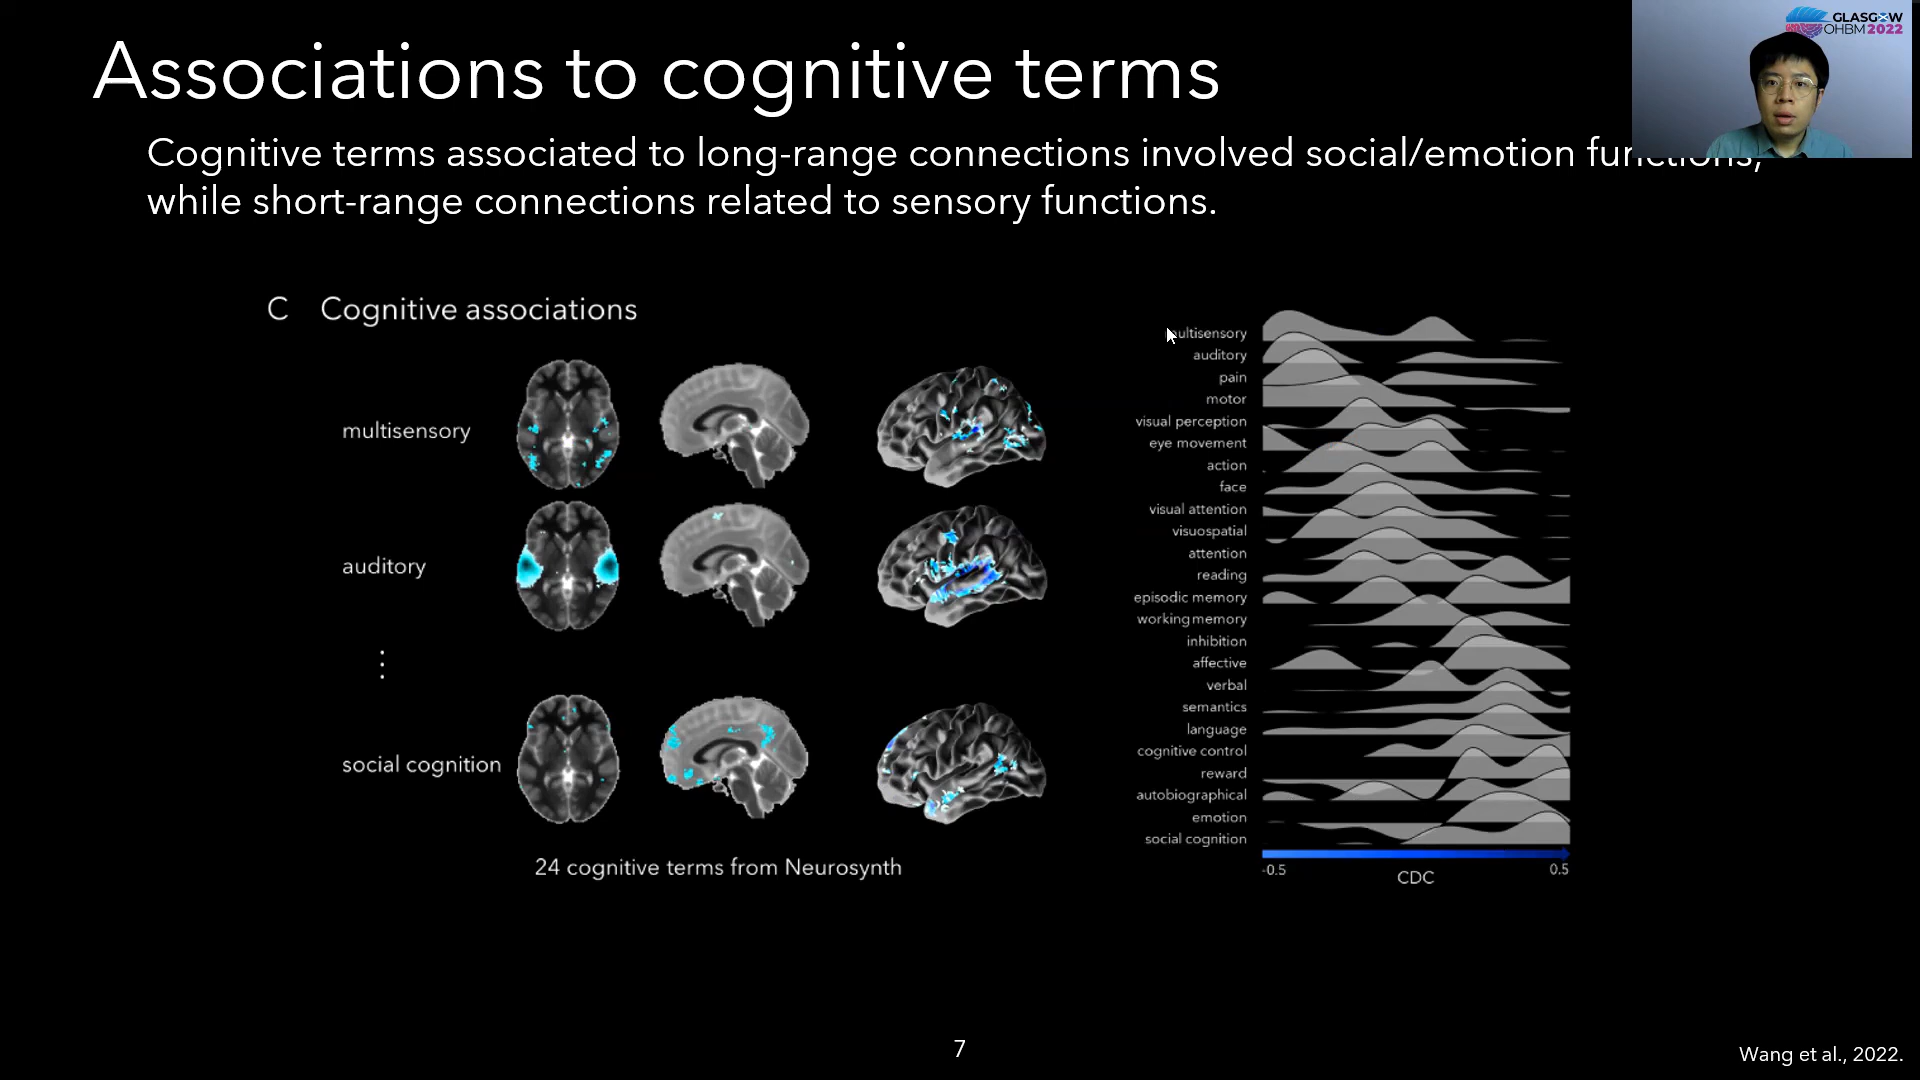 Associations to cognitive terms
GLASGOW
OHBM 2022
Cognitive terms associated to long-range connections involved social/emotion functions,
while short-range connections related to sensory functions.
C Cognitive associations
multisensory
auditory
social cognition
24 cognitive terms from Neurosynth
multisensory
auditory
pain
motor
visual perception
eye movement
action
face
visual attention
visuospatial
attention
reading
episodic memory
working memory
inhibition
affective
verbal
semantics
language
cognitive control
reward
autobiographical
emotion
social cognition
-0.5
0.5
CDC
7
Wang et al., 2022.